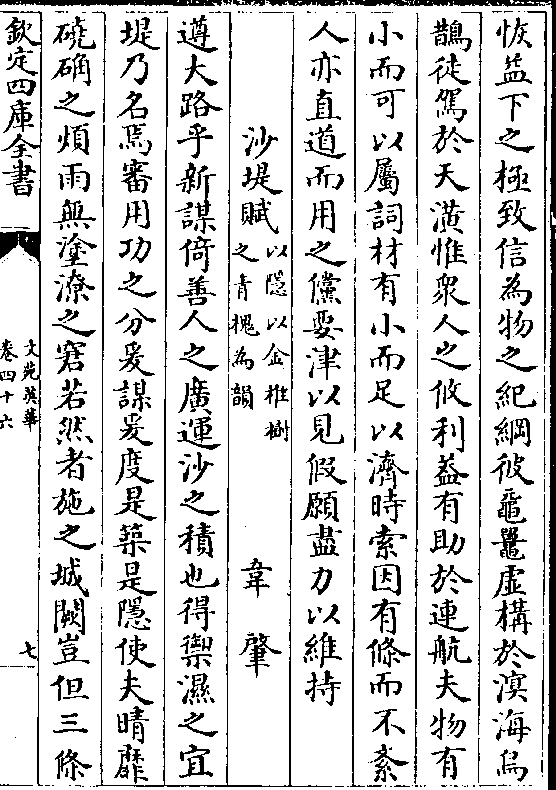 恢益下之極致信為物之紀綱彼黿鼉虛構於溟海烏
鵲徒駕於天潢惟衆人之攸利益有助於連航夫物有
小而可以屬詞材有小而足以濟時索因有條而不紊
人亦直道而用之儻要津以見假願盡力以維持
沙堤賦以隱以金椎樹之青槐為韻 韋肇
遵大路乎新謀倚善人之廣運沙之積也得禦濕之宜
堤乃名焉審用功之分爰謀爰度是築是隱使夫晴靡
磽确之煩雨無塗潦之窘若然者施之城闕豈但三條
欽定四庫全書
文苑英華
卷四十六
七